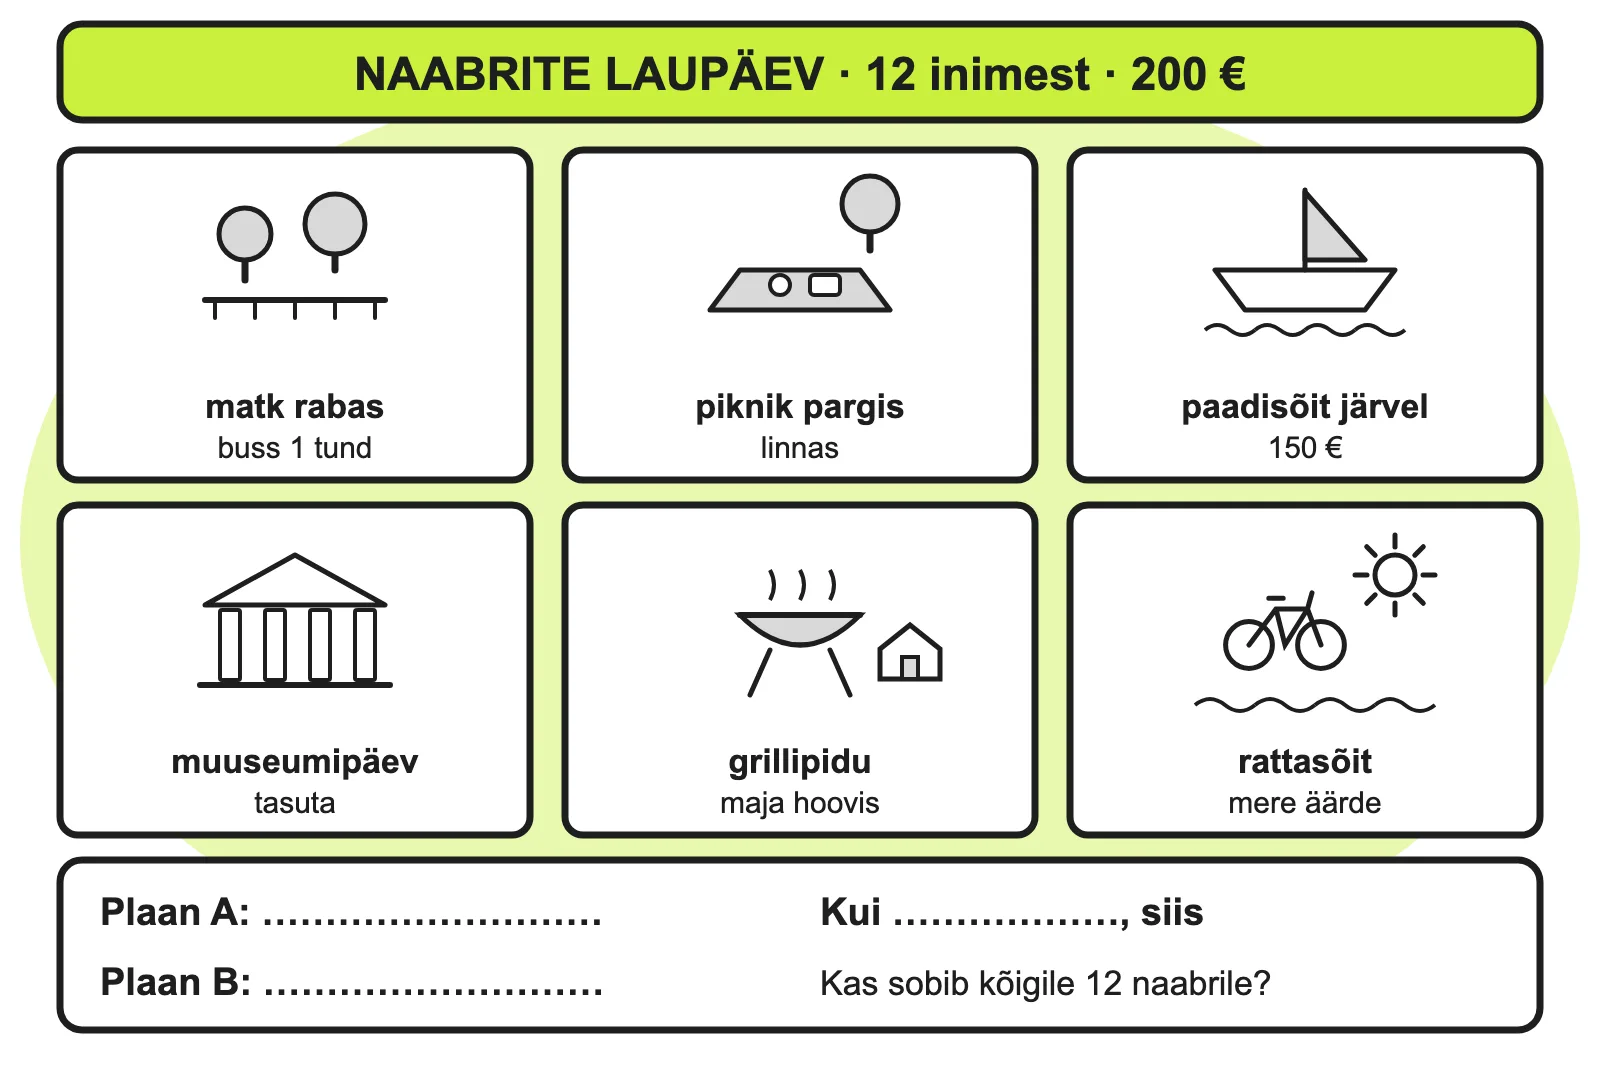 NAABRITE LAUPÄEV · 12 inimest · 200 €
matk rabas
buss 1 tund
piknik pargis
linnas
paadisõit järvel
150 €
muuseumipäev
tasuta
grillipidu
maja hoovis
rattasõit
mere äärde
Plaan A: ...........................
Kui .................., siis
Plaan B: ...........................
Kas sobib kõigile 12 naabrile?